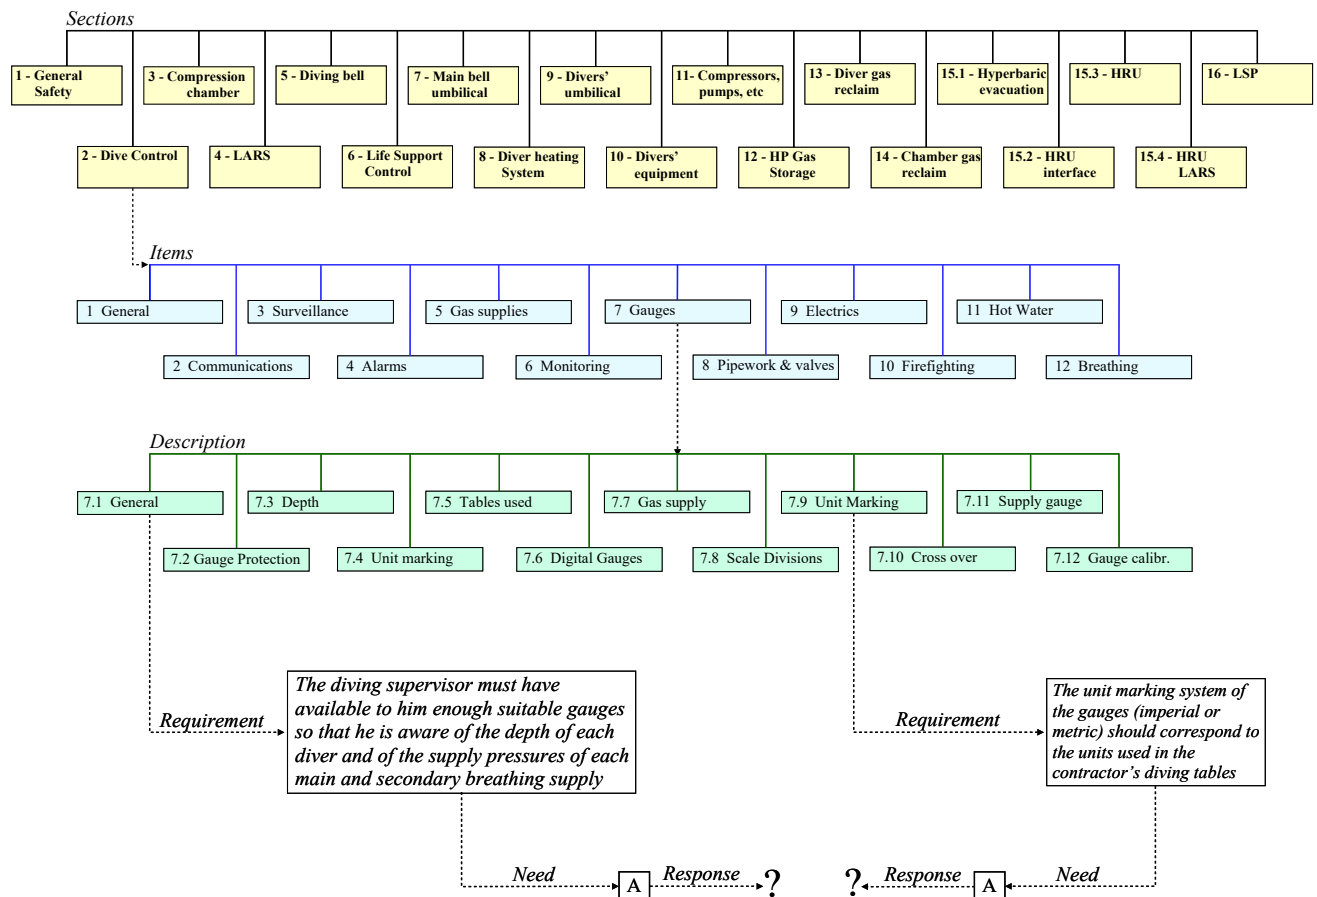 Sections
1 - General
Safety
3 - Compression
chamber
5 - Diving bell
7 - Main bell
umbilical
9 - Divers’
umbilical
11- Compressors,
pumps, etc
13 - Diver gas
reclaim
15.1 - Hyperbaric
evacuation
15.3 - HRU
16 - LSP
2 - Dive Control
4 - LARS
6 - Life Support
Control
8 - Diver heating
System
10 - Divers’
equipment
12 - HP Gas
Storage
14 - Chamber gas
reclaim
15.2 - HRU
interface
15.4 - HRU
LARS
Items
1 General
3 Surveillance
5 Gas supplies
7 Gauges
9 Electrics
11 Hot Water
2 Communications
4 Alarms
6 Monitoring
8 Pipework & valves
10 Firefighting
12 Breathing
Description
7.1 General
7.3 Depth
7.5 Tables used
7.7 Gas supply
7.9 Unit Marking
7.11 Supply gauge
7.2 Gauge Protection
7.4 Unit marking
7.6 Digital Gauges
7.8 Scale Divisions
7.10 Cross over
7.12 Gauge calibr.
Requirement
The diving supervisor must have
available to him enough suitable gauges
so that he is aware of the depth of each
diver and of the supply pressures of each
main and secondary breathing supply
Requirement
The unit marking system of
the gauges (imperial or
metric) should correspond to
the units used in the
contractor’s diving tables
Need
A
Response
?
?
Response
A
Need